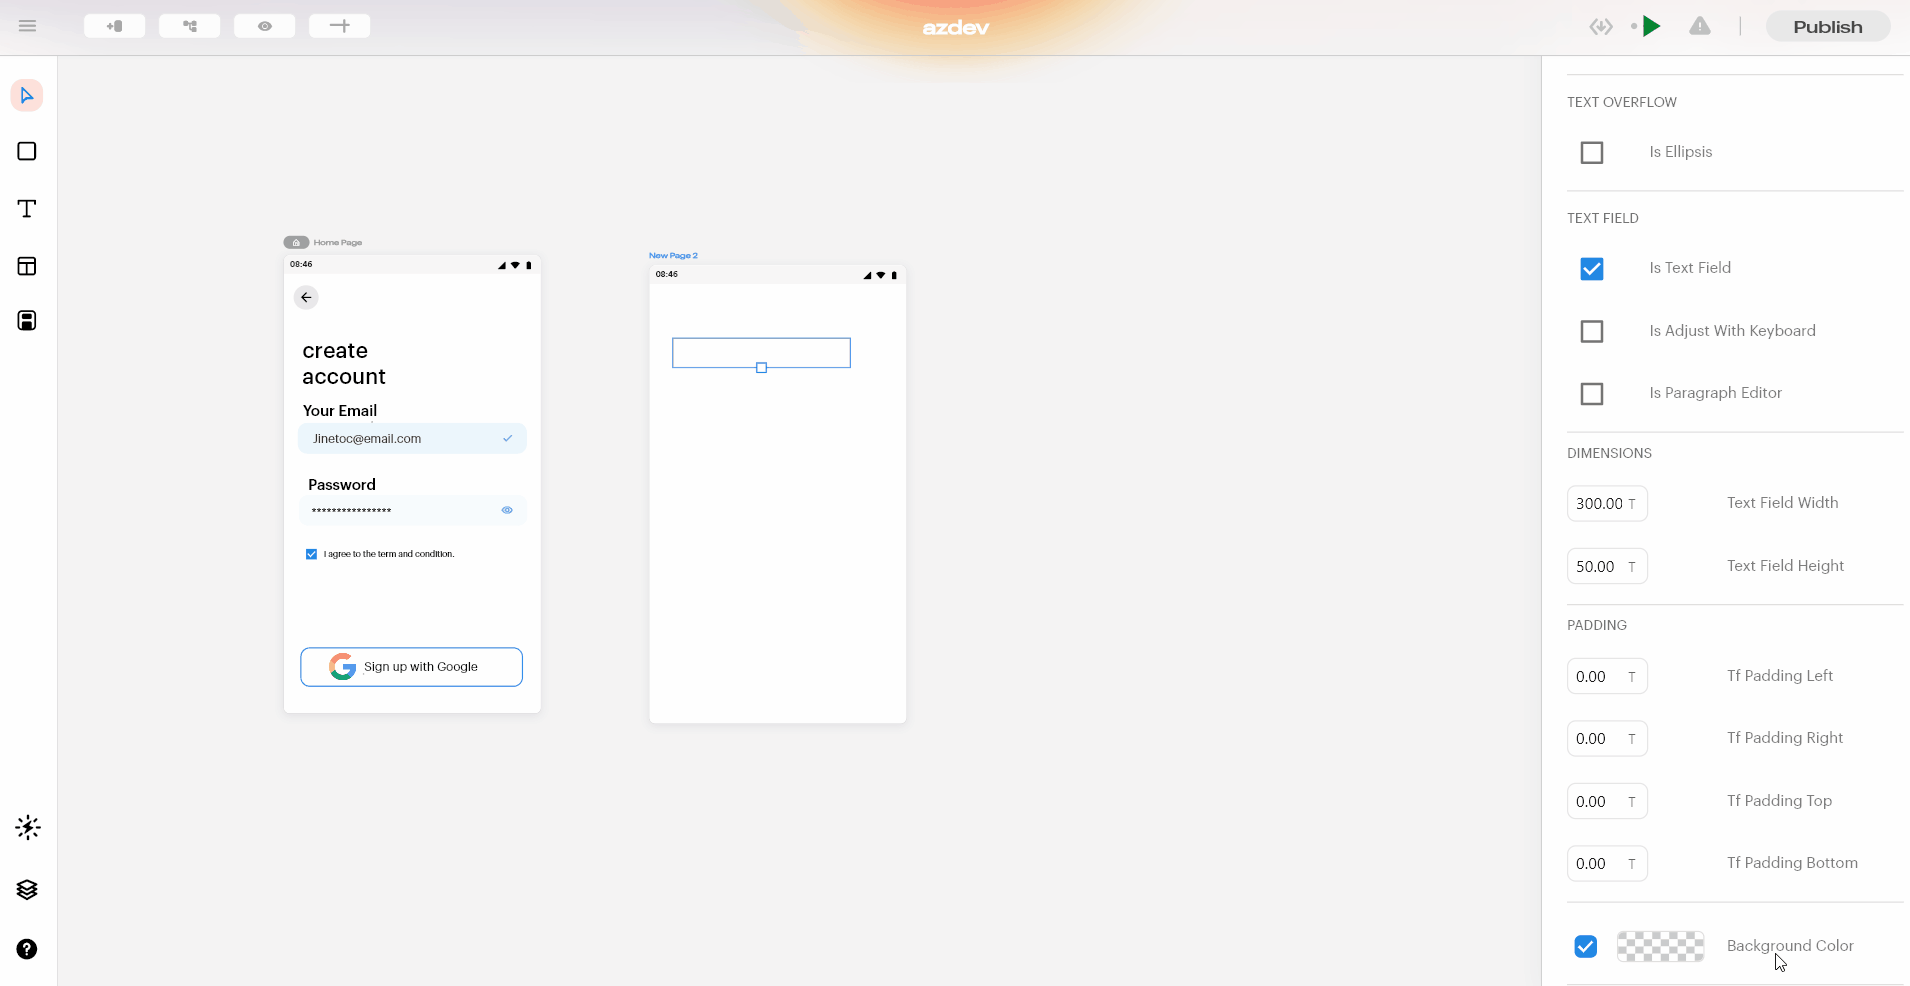 azdev
Publish
TEXT OVERFLOW
Is Ellipsis
TEXT FIELD
Is Text Field
Is Adjust With Keyboard
Is Paragraph Editor
DIMENSIONS
300.00 T Text Field Width
50.00 T Text Field Height
PADDING
0.00 T Tf Padding Left
0.00 T Tf Padding Right
0.00 T Tf Padding Top
0.00 T Tf Padding Bottom
Background Color
Home Page
08:46
create
account
Your Email
Jinetoc@email.com
Password
****************
I agree to the term and condition.
Sign up with Google
New Page 2
08:46